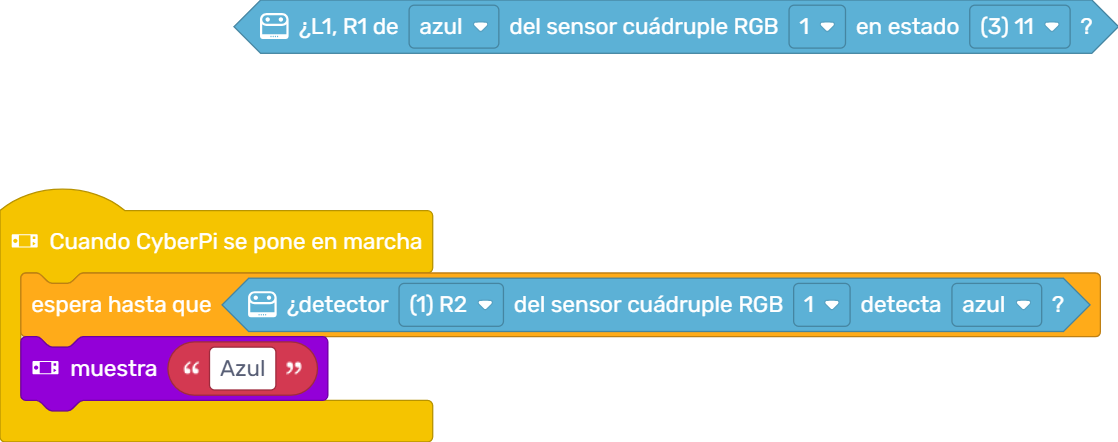 ¿L1, R1 de azul del sensor cuádruple RGB 1 en estado (3) 11 ?
Cuando CyberPi se pone en marcha
espera hasta que ¿detector (1) R2 del sensor cuádruple RGB 1 detecta azul ?
muestra “ Azul ”